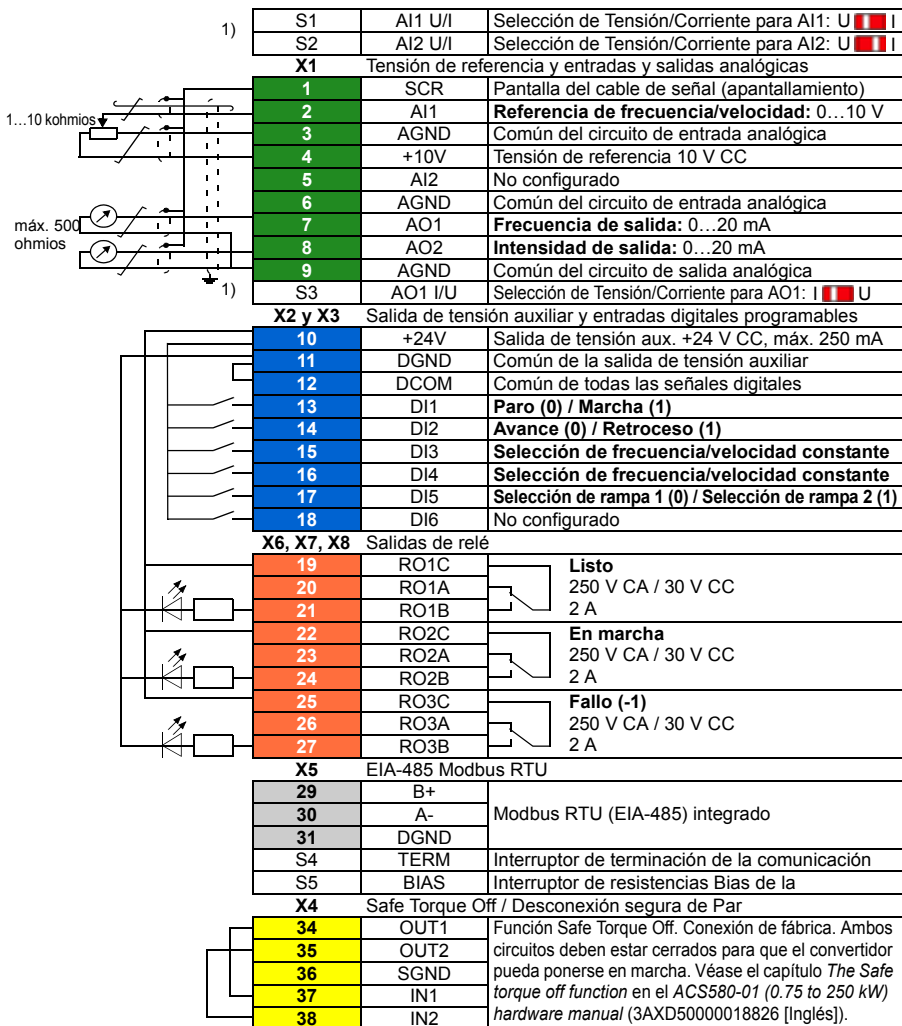 1)
S1 AI1 U/I Selección de Tensión/Corriente para AI1: U I
S2 AI2 U/I Selección de Tensión/Corriente para AI2: U I
X1 Tensión de referencia y entradas y salidas analógicas
1 SCR Pantalla del cable de señal (apantallamiento)
1…10 kohmios
2 AI1 Referencia de frecuencia/velocidad: 0…10 V
3 AGND Común del circuito de entrada analógica
4 +10V Tensión de referencia 10 V CC
5 AI2 No configurado
6 AGND Común del circuito de entrada analógica
máx. 500
ohmios
7 AO1 Frecuencia de salida: 0…20 mA
8 AO2 Intensidad de salida: 0…20 mA
9 AGND Común del circuito de salida analógica
1)
S3 AO1 I/U Selección de Tensión/Corriente para AO1: I U
X2 y X3 Salida de tensión auxiliar y entradas digitales programables
10 +24V Salida de tensión aux. +24 V CC, máx. 250 mA
11 DGND Común de la salida de tensión auxiliar
12 DCOM Común de todas las señales digitales
13 DI1 Paro (0) / Marcha (1)
14 DI2 Avance (0) / Retroceso (1)
15 DI3 Selección de frecuencia/velocidad constante
16 DI4 Selección de frecuencia/velocidad constante
17 DI5 Selección de rampa 1 (0) / Selección de rampa 2 (1)
18 DI6 No configurado
X6, X7, X8 Salidas de relé
19 RO1C Listo
20 RO1A 250 V CA / 30 V CC
21 RO1B 2 A
22 RO2C En marcha
23 RO2A 250 V CA / 30 V CC
24 RO2B 2 A
25 RO3C Fallo (-1)
26 RO3A 250 V CA / 30 V CC
27 RO3B 2 A
X5 EIA-485 Modbus RTU
29 B+
30 A- Modbus RTU (EIA-485) integrado
31 DGND
S4 TERM Interruptor de terminación de la comunicación
S5 BIAS Interruptor de resistencias Bias de la
X4 Safe Torque Off / Desconexión segura de Par
34 OUT1 Función Safe Torque Off. Conexión de fábrica. Ambos
35 OUT2 circuitos deben estar cerrados para que el convertidor
36 SGND pueda ponerse en marcha. Véase el capítulo The Safe
37 IN1 torque off function en el ACS580-01 (0.75 to 250 kW)
38 IN2 hardware manual (3AXD50000018826 [Inglés]).